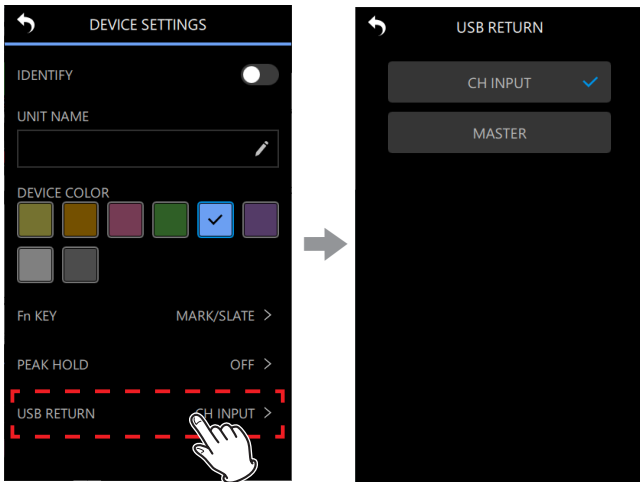 DEVICE SETTINGS
IDENTIFY
UNIT NAME
DEVICE COLOR
Fn KEY MARK/SLATE >
PEAK HOLD OFF >
USB RETURN CH INPUT >
USB RETURN
CH INPUT
MASTER